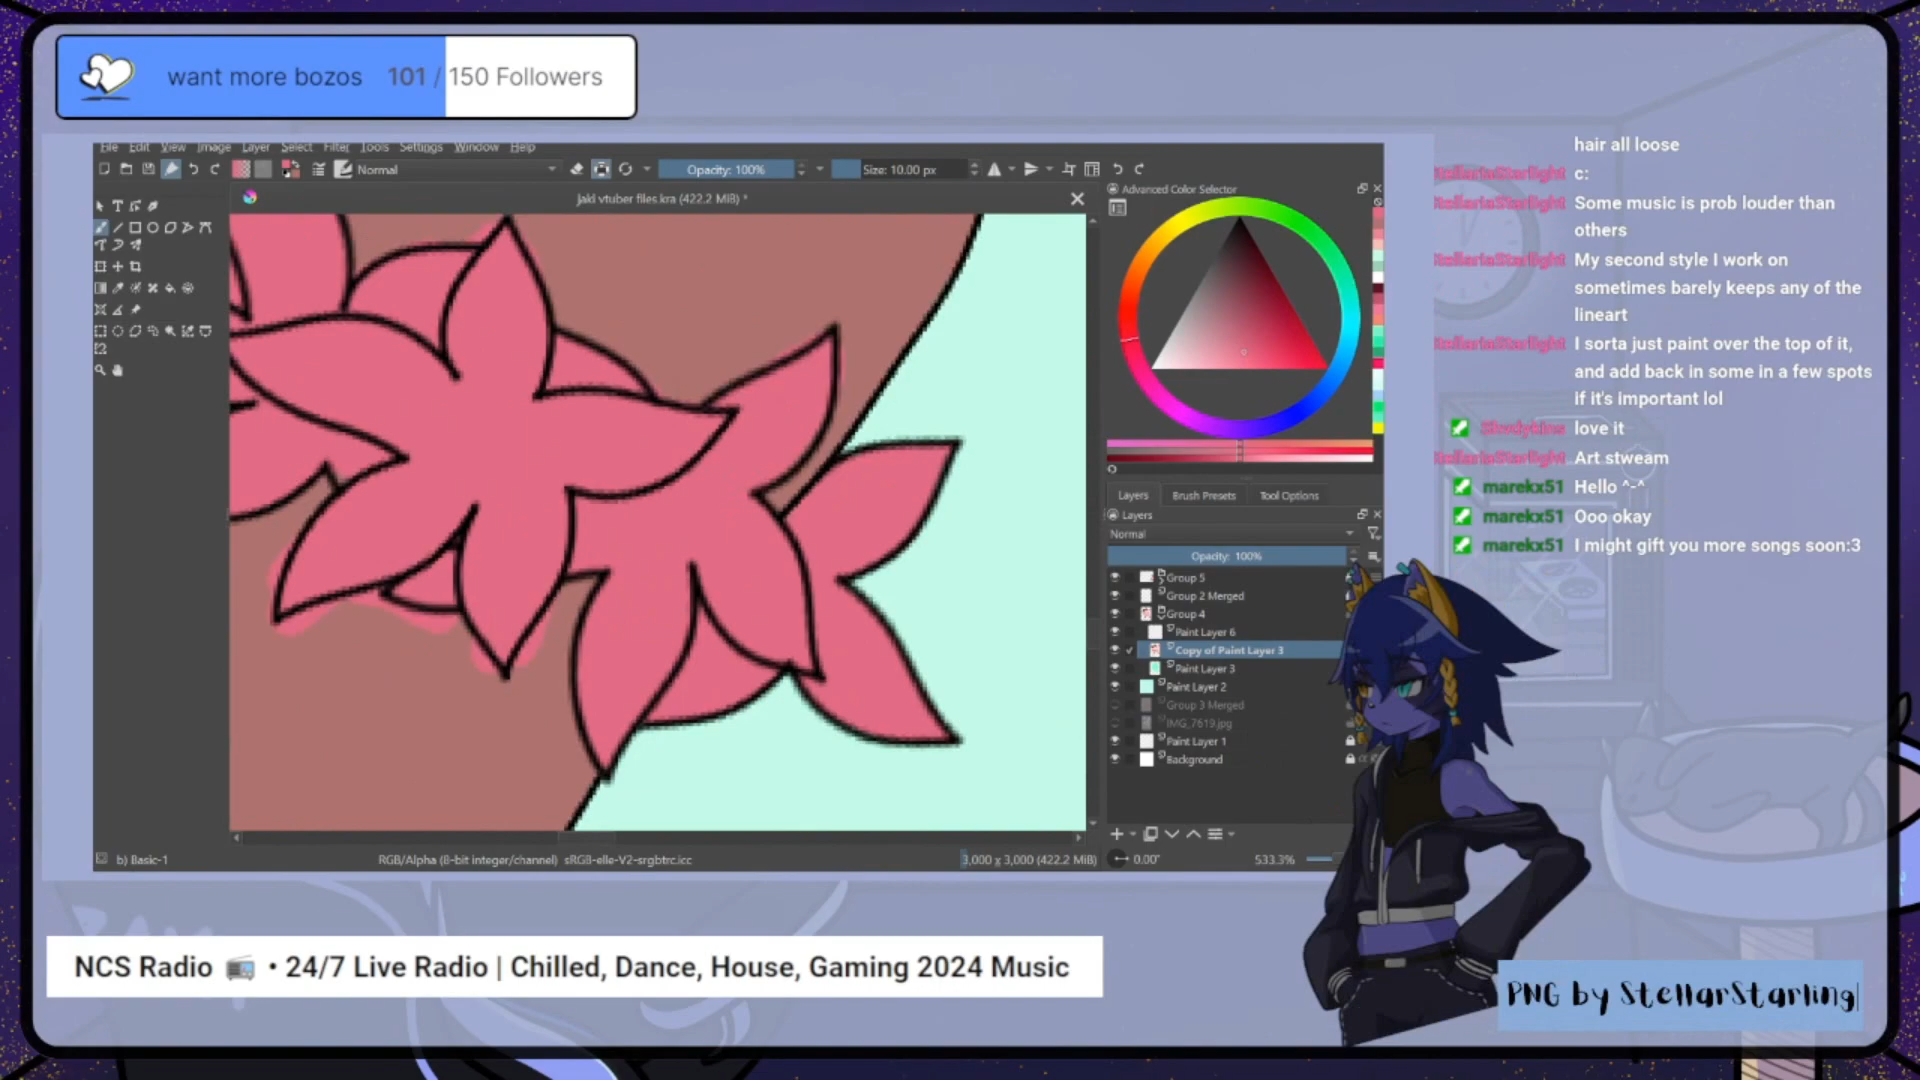 want more bozos 101 / 150 Followers
File Edit View Image Layer Select Filter Tools Settings Window Help
Normal Opacity: 100% Size: 10.00 px
jaki vtuber files.kra (422.2 MiB) *
Advanced Color Selector
Layers Brush Presets Tool Options
Layers
Normal
Opacity: 100%
Group 5
Group 2 Merged
Group 4
Paint Layer 6
Copy of Paint Layer 3
Paint Layer 3
Paint Layer 2
Group 3 Merged
IMG_7619.jpg
Paint Layer 1
Background
b) Basic-1 RGB/Alpha (8-bit integer/channel) sRGB-elle-V2-srgbtrc.icc 3,000 x 3,000 (422.2 MiB) 0.00° 533.3%
hair all loose
StellariaStarlight c:
StellariaStarlight Some music is prob louder than
others
StellariaStarlight My second style I work on
sometimes barely keeps any of the
lineart
StellariaStarlight I sorta just paint over the top of it,
and add back in some in a few spots
if it's important lol
love it
StellariaStarlight Art stweam
marekx51 Hello ^-^
marekx51 Ooo okay
marekx51 I might gift you more songs soon:3
NCS Radio 📻 • 24/7 Live Radio | Chilled, Dance, House, Gaming 2024 Music
PNG by StellarStarling